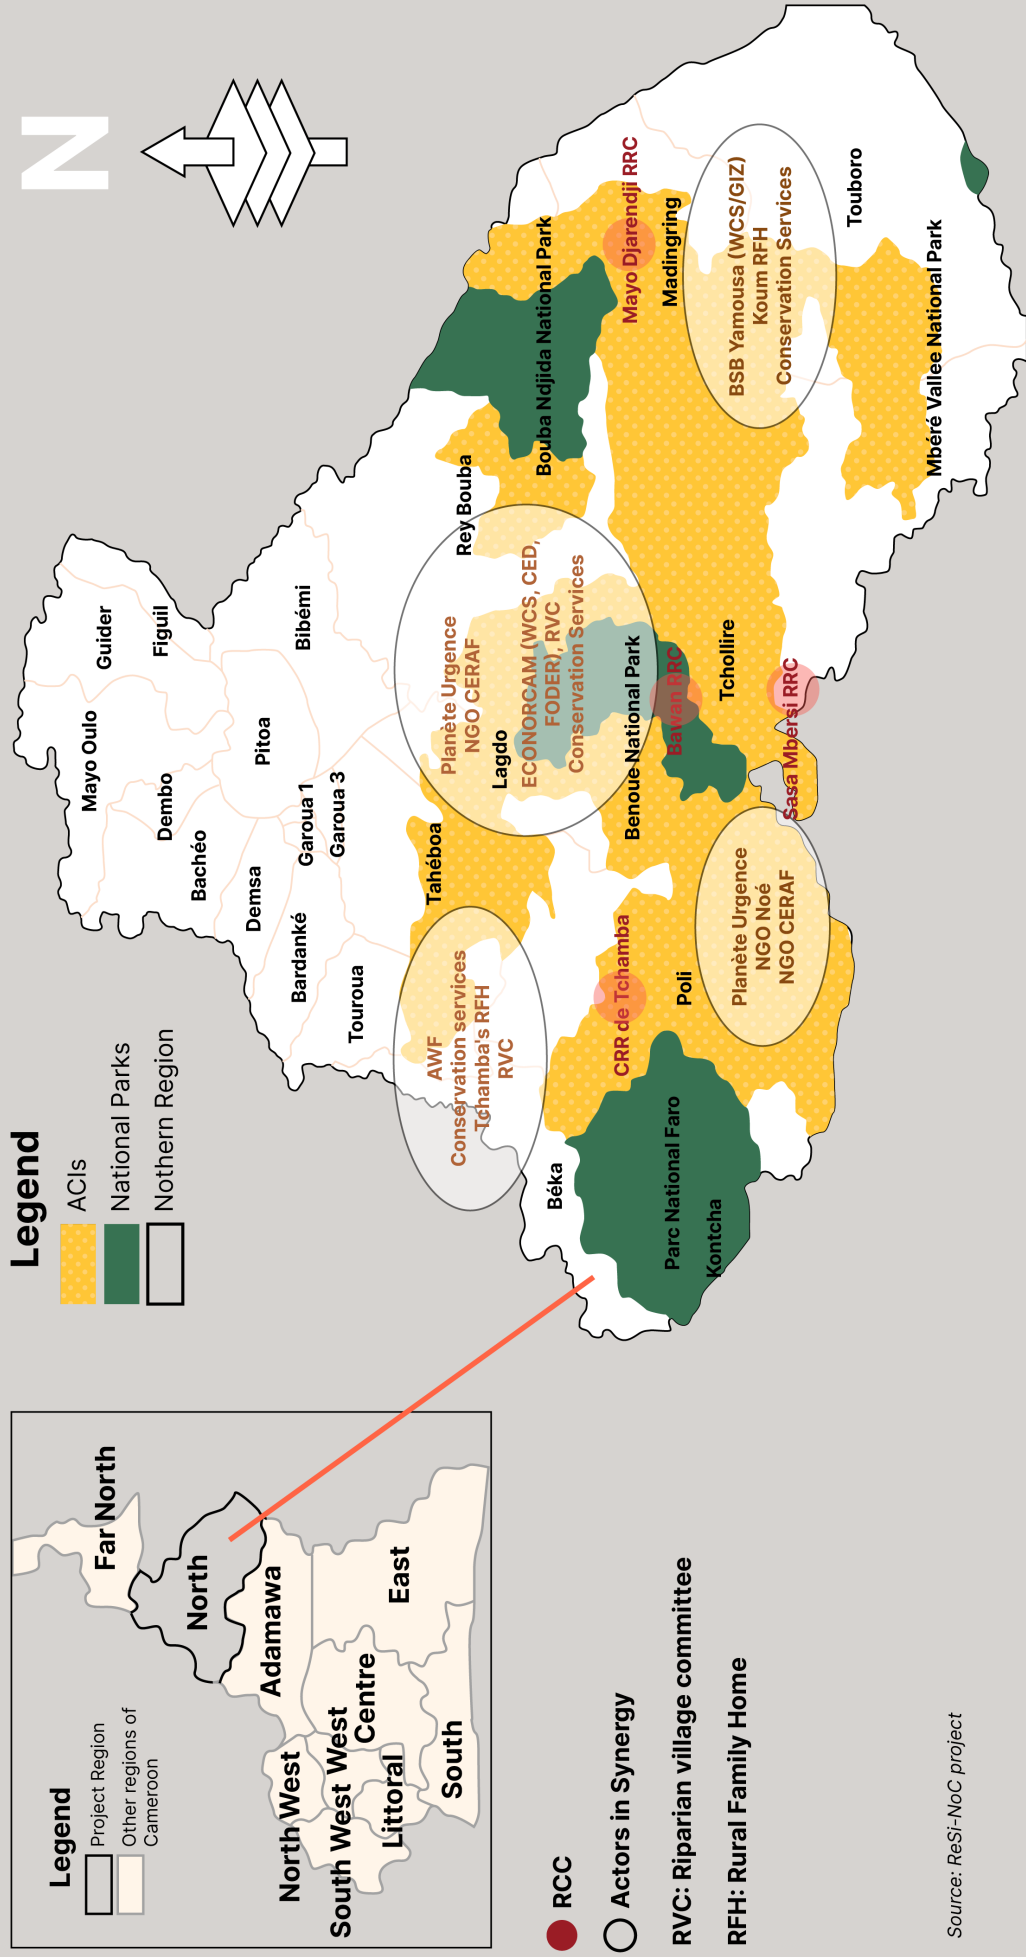 Legend
Project Region
Other regions of
Cameroon
Far North
North
Adamawa
North West
South West West
Centre
Littoral
East
South
RCC
Actors in Synergy
RVC: Riparian village committee
RFH: Rural Family Home
Source: ReSi-NoC project
Legend
ACIs
National Parks
Nothern Region
N
Guider
Mayo Oulo
Figuil
Dembo
Bachéo
Pitoa
Demsa
Bibémi
Garoua 1
Bardanké
Garoua 3
Touroua
Tahéboa
Rey Bouba
Lagdo
AWF
Conservation services
Tchamba's RFH
RVC
Planète Urgence
NGO CERAF
ECONORCAM (WCS, CED,
FODER), RVC
Conservation Services
Bouba Ndjida National Park
Béka
CRR de Tchamba
Benoue National Park
Mayo Djarendji RRC
Madingring
Bawan RRC
Poli
Parc National Faro
Kontcha
Tchollire
Planète Urgence
NGO Noé
NGO CERAF
Sasa Mbersi RRC
BSB Yamousa (WCS/GIZ)
Koum RFH
Conservation Services
Touboro
Mbéré Vallee National Park